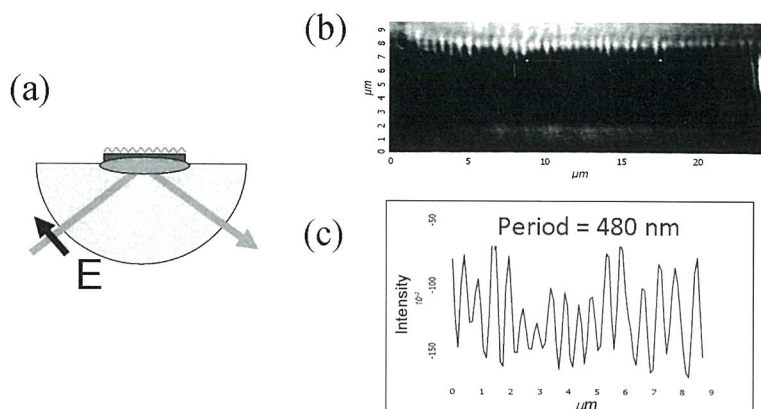 (a)
E
(b)
9
8
7
6
5
4
3
2
1
0
μm
0
5
10
15
20
μm
(c)
Period = 480 nm
-50
-100
-150
Intensity
10⁻²
0 1 2 3 4 5 6 7 8 9
μm